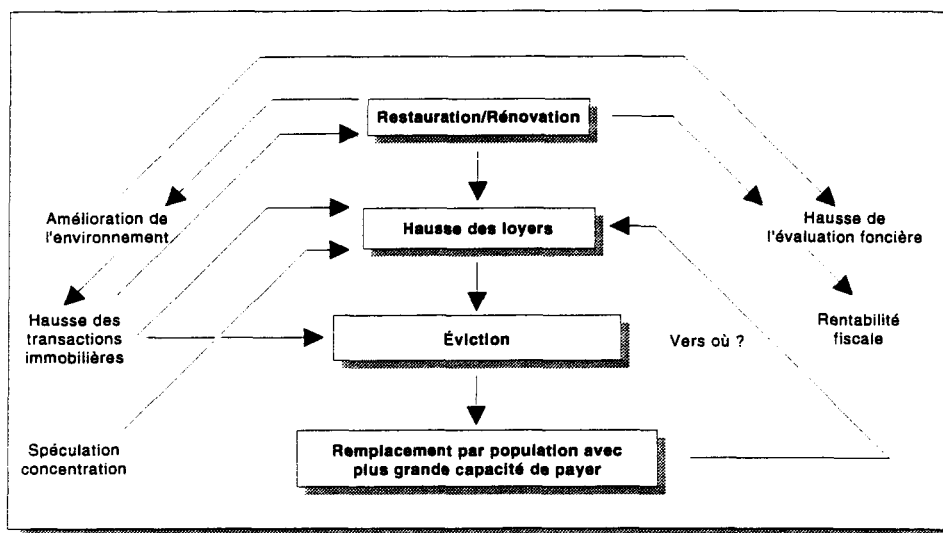 Restauration/Rénovation
Amélioration de
l'environnement
Hausse des loyers
Hausse de
l'évaluation foncière
Hausse des
transactions
immobilières
Éviction
Vers où ?
Rentabilité
fiscale
Spéculation
concentration
Remplacement par population avec
plus grande capacité de payer